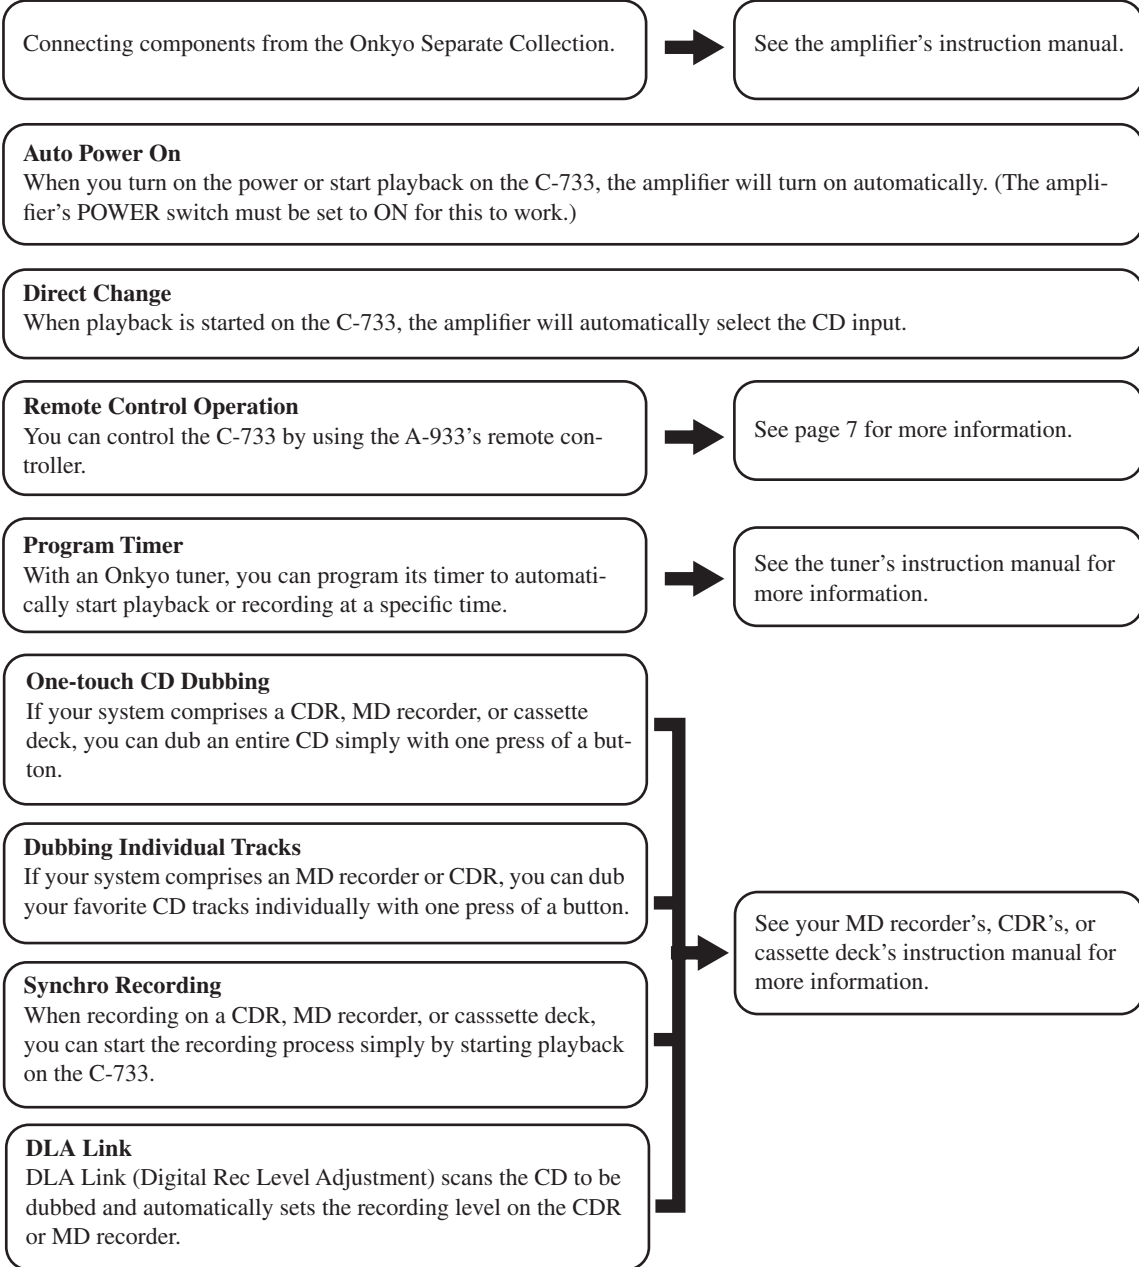 Connecting components from the Onkyo Separate Collection.
See the amplifier’s instruction manual.
Auto Power On
When you turn on the power or start playback on the C-733, the amplifier will turn on automatically. (The ampli-
fier’s POWER switch must be set to ON for this to work.)
Direct Change
When playback is started on the C-733, the amplifier will automatically select the CD input.
Remote Control Operation
You can control the C-733 by using the A-933’s remote con-
troller.
See page 7 for more information.
Program Timer
With an Onkyo tuner, you can program its timer to automati-
cally start playback or recording at a specific time.
See the tuner’s instruction manual for
more information.
One-touch CD Dubbing
If your system comprises a CDR, MD recorder, or cassette
deck, you can dub an entire CD simply with one press of a but-
ton.
Dubbing Individual Tracks
If your system comprises an MD recorder or CDR, you can dub
your favorite CD tracks individually with one press of a button.
Synchro Recording
When recording on a CDR, MD recorder, or casssette deck,
you can start the recording process simply by starting playback
on the C-733.
DLA Link
DLA Link (Digital Rec Level Adjustment) scans the CD to be
dubbed and automatically sets the recording level on the CDR
or MD recorder.
See your MD recorder’s, CDR’s, or
cassette deck’s instruction manual for
more information.